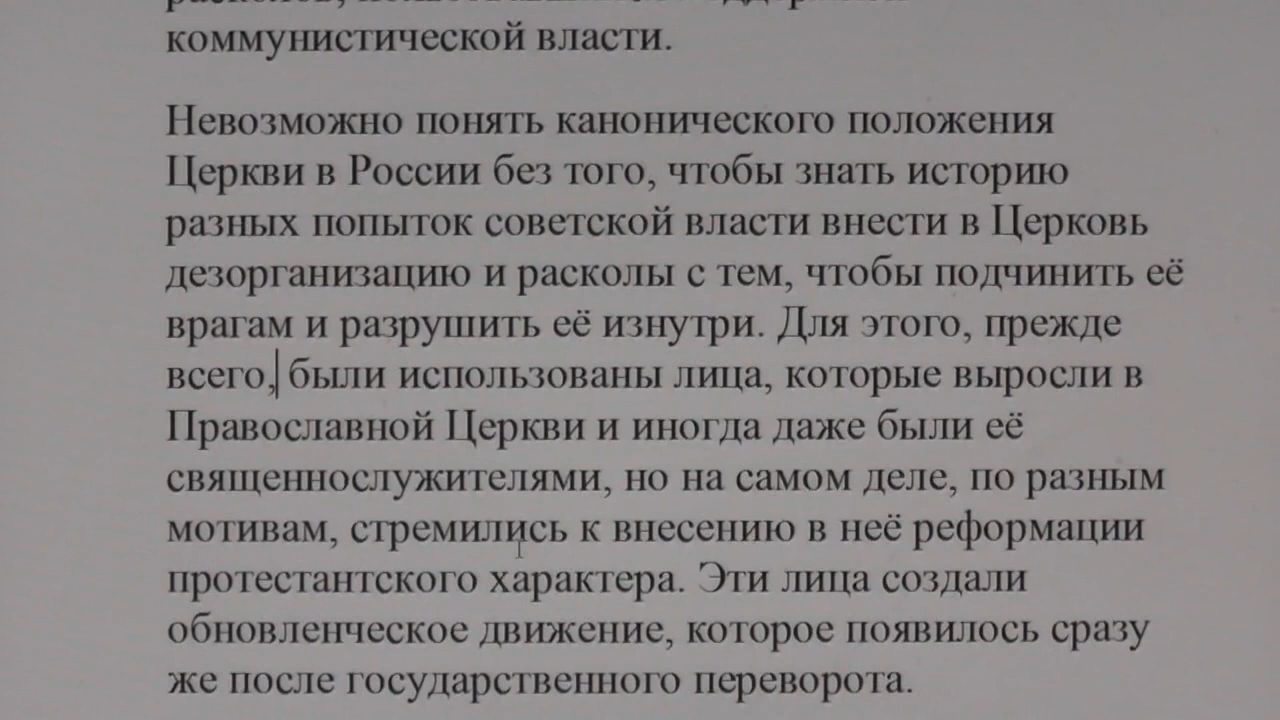 коммунистической власти.
Невозможно понять канонического положения
Церкви в России без того, чтобы знать историю
разных попыток советской власти внести в Церковь
дезорганизацию и расколы с тем, чтобы подчинить её
врагам и разрушить её изнутри. Для этого, прежде
всего, были использованы лица, которые выросли в
Православной Церкви и иногда даже были её
священнослужителями, но на самом деле, по разным
мотивам, стремились к внесению в неё реформации
протестантского характера. Эти лица создали
обновленческое движение, которое появилось сразу
же после государственного переворота.